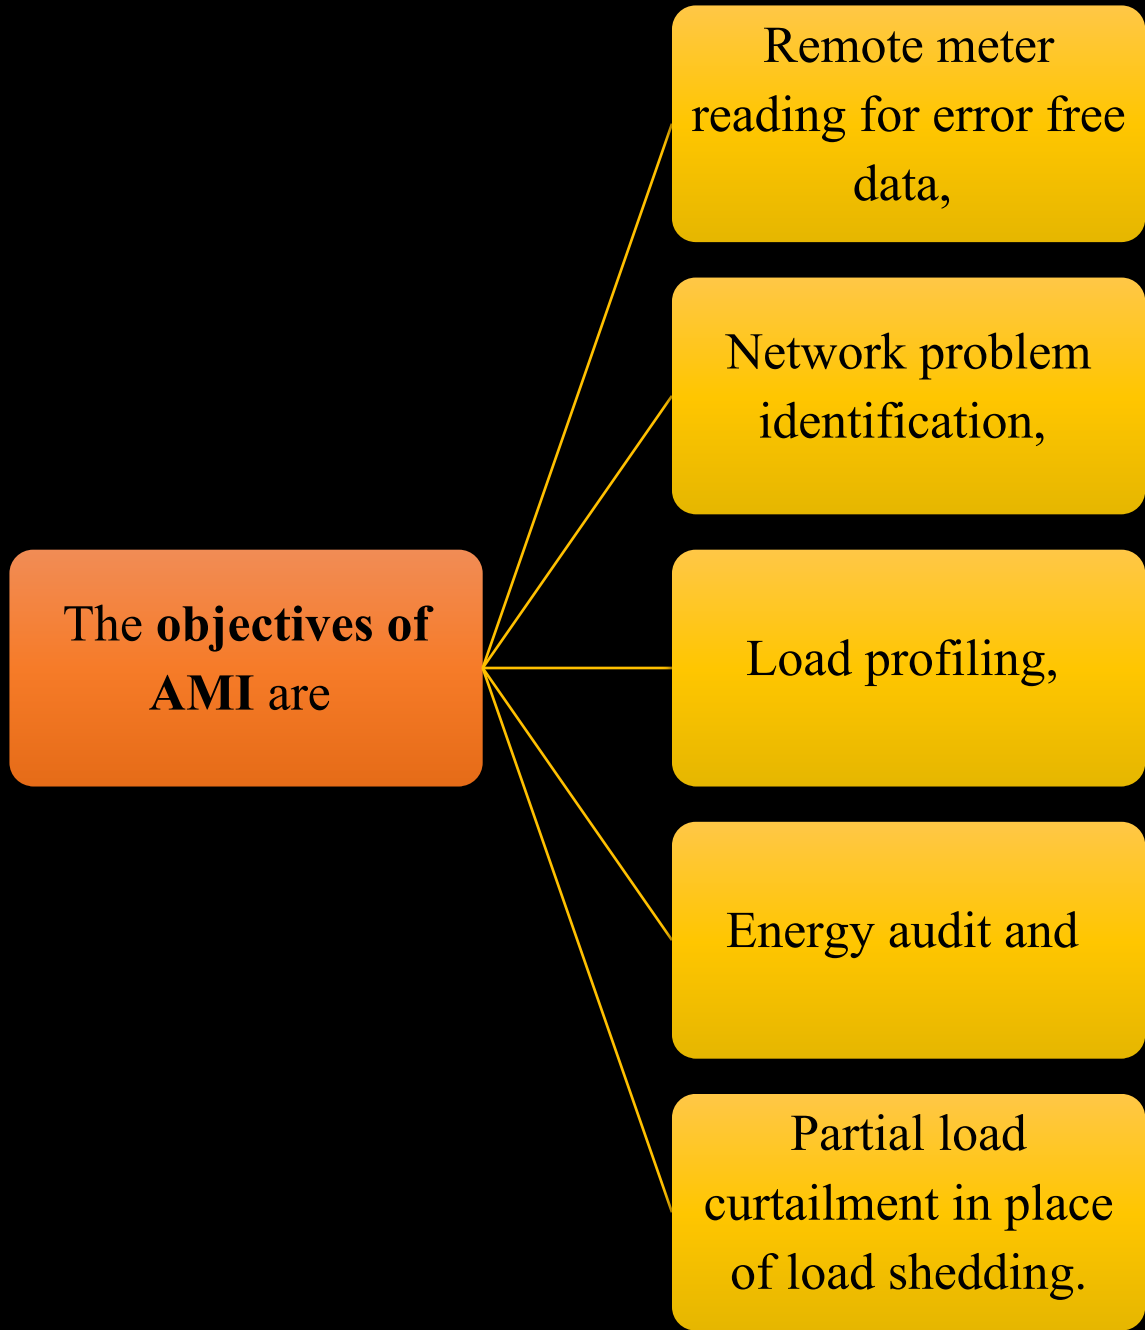 The objectives of
AMI are
Remote meter
reading for error free
data,
Network problem
identification,
Load profiling,
Energy audit and
Partial load
curtailment in place
of load shedding.